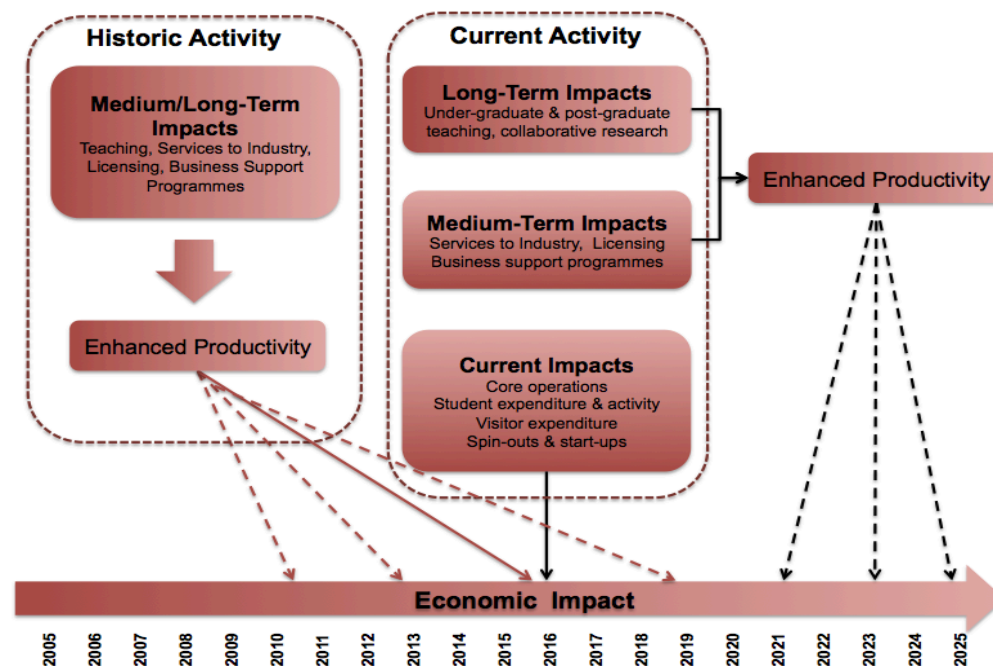 Historic Activity
Medium/Long-Term
Impacts
Teaching, Services to Industry,
Licensing, Business Support
Programmes
Enhanced Productivity
Current Activity
Long-Term Impacts
Under-graduate & post-graduate
teaching, collaborative research
Medium-Term Impacts
Services to Industry, Licensing
Business support programmes
Current Impacts
Core operations
Student expenditure & activity
Visitor expenditure
Spin-outs & start-ups
Enhanced Productivity
Economic Impact
2005
2006
2007
2008
2009
2010
2011
2012
2013
2014
2015
2016
2017
2018
2019
2020
2021
2022
2023
2024
2025